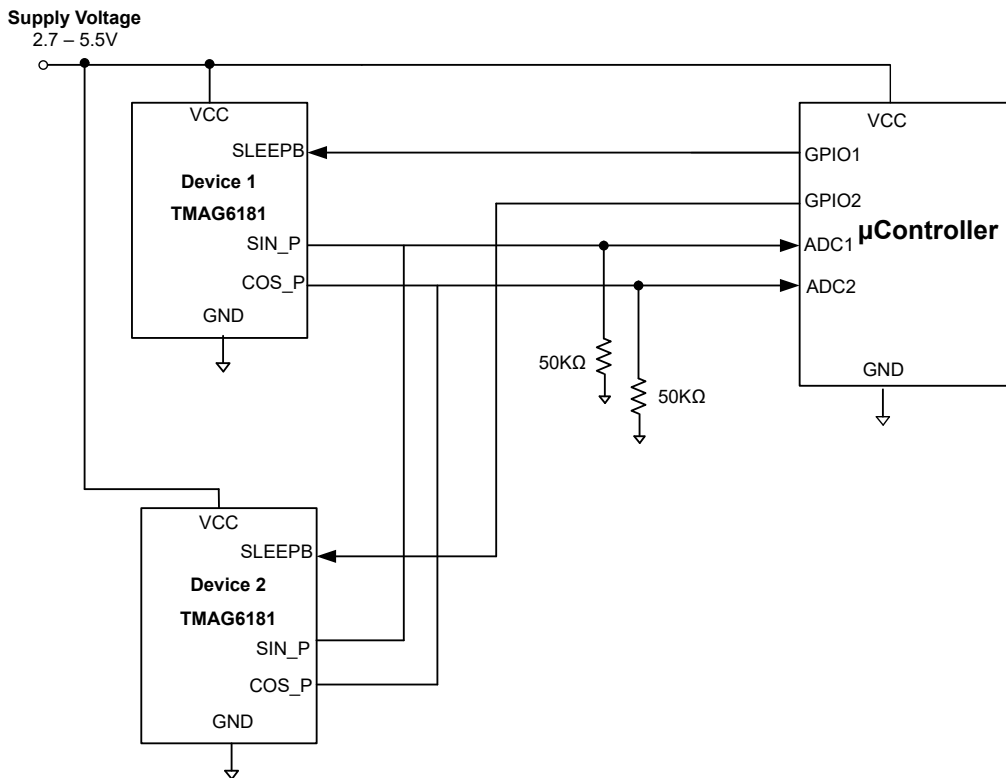 Supply Voltage
2.7 – 5.5V
VCC
SLEEPB
Device 1
TMAG6181
SIN_P
COS_P
GND
VCC
GPIO1
GPIO2
µController
ADC1
ADC2
GND
50KΩ
50KΩ
VCC
SLEEPB
Device 2
TMAG6181
SIN_P
COS_P
GND